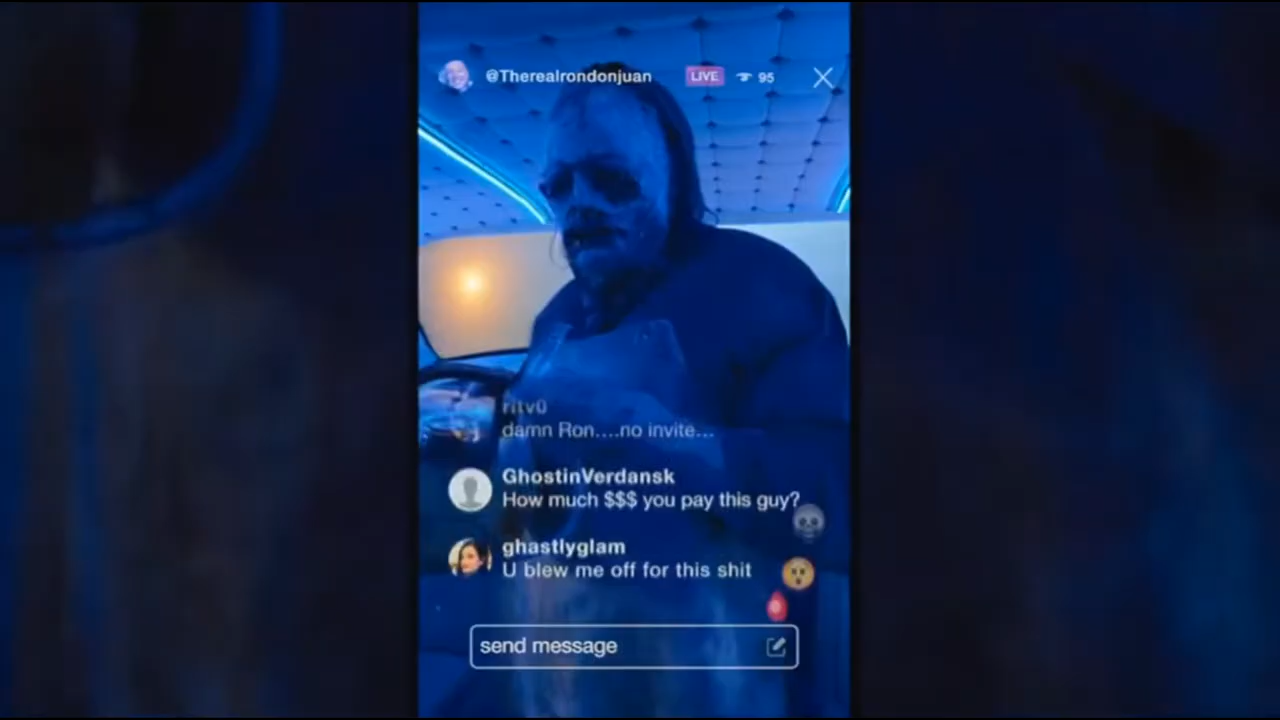 @Therealrondonjuan LIVE 95
ritv0
damn Ron....no invite...
GhostinVerdansk
How much $$$ you pay this guy?
ghastlyglam
U blew me off for this shit
send message